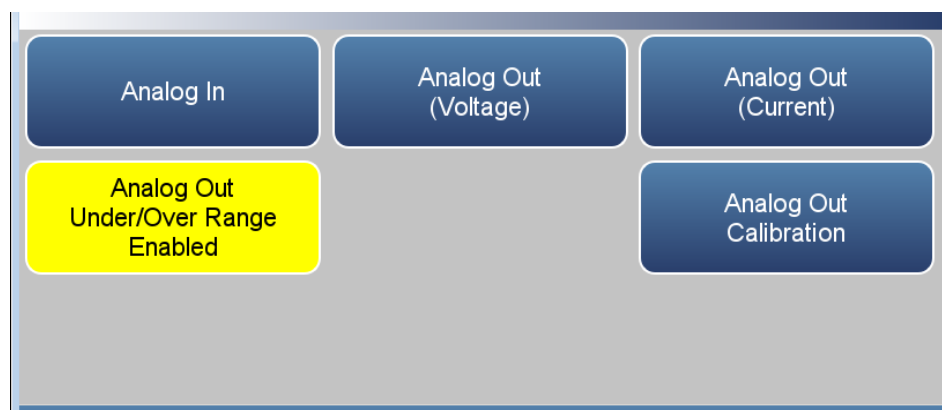 Analog In
Analog Out
(Voltage)
Analog Out
(Current)
Analog Out
Under/Over Range
Enabled
Analog Out
Calibration